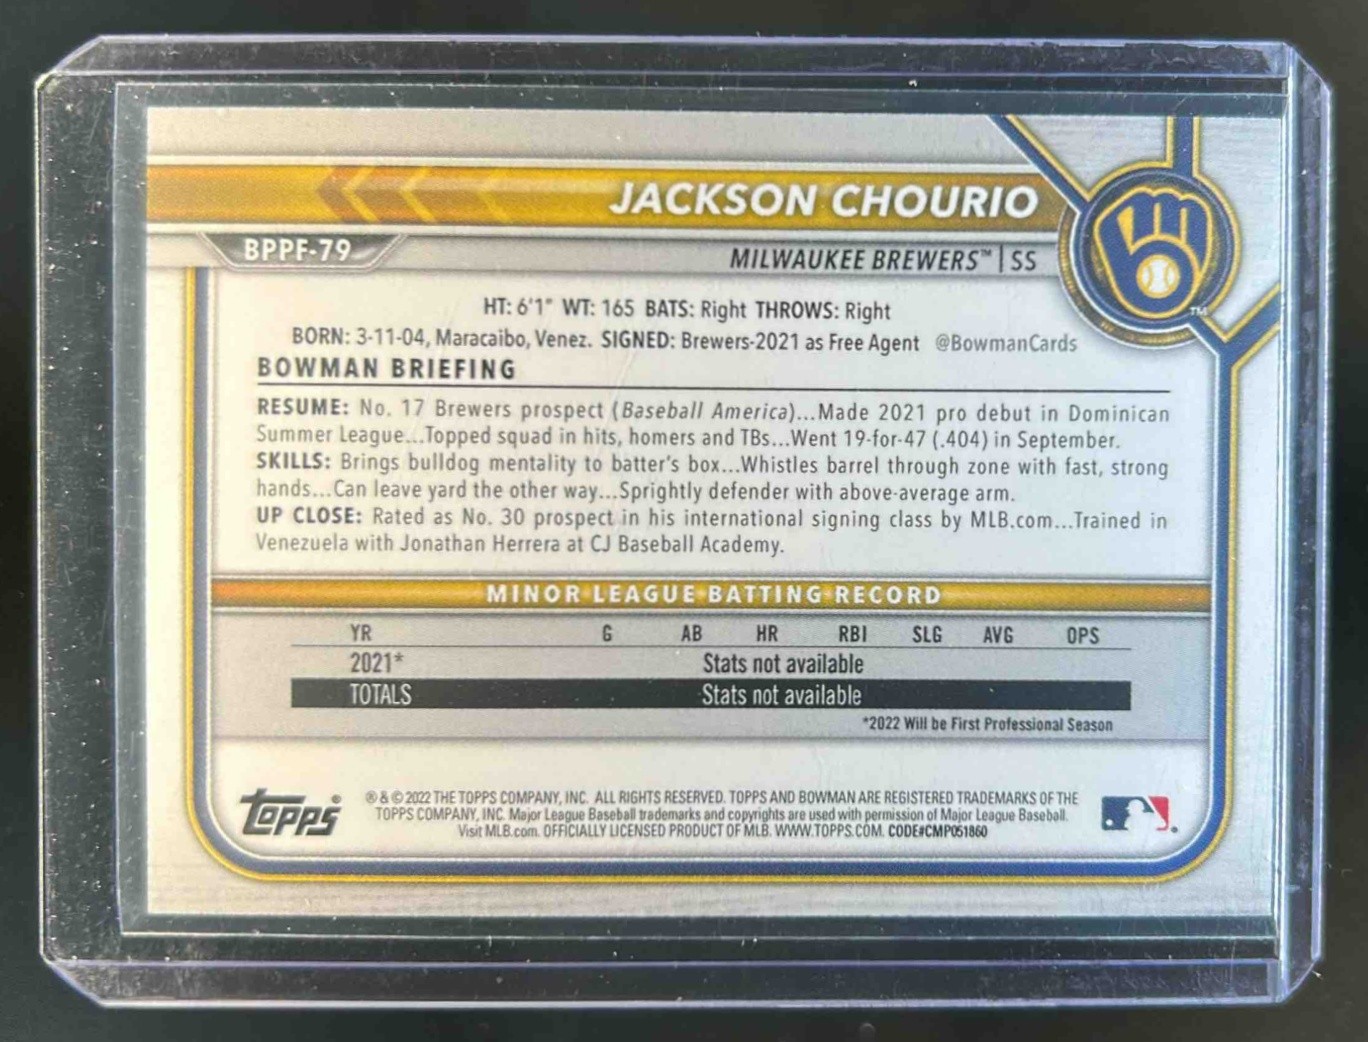 JACKSON CHOURIO
BPPF-79
MILWAUKEE BREWERS™ | SS
™
HT: 6'1" WT: 165 BATS: Right THROWS: Right
BORN: 3-11-04, Maracaibo, Venez. SIGNED: Brewers-2021 as Free Agent @BowmanCards
BOWMAN BRIEFING
RESUME: No. 17 Brewers prospect (Baseball America)...Made 2021 pro debut in Dominican
Summer League...Topped squad in hits, homers and TBs...Went 19-for-47 (.404) in September.
SKILLS: Brings bulldog mentality to batter's box...Whistles barrel through zone with fast, strong
hands...Can leave yard the other way...Sprightly defender with above-average arm.
UP CLOSE: Rated as No. 30 prospect in his international signing class by MLB.com...Trained in
Venezuela with Jonathan Herrera at CJ Baseball Academy.
MINOR LEAGUE BATTING RECORD
YR G AB HR RBI SLG AVG OPS
2021* Stats not available
TOTALS Stats not available
*2022 Will be First Professional Season
Topps®
® & © 2022 THE TOPPS COMPANY, INC. ALL RIGHTS RESERVED. TOPPS AND BOWMAN ARE REGISTERED TRADEMARKS OF THE
TOPPS COMPANY, INC. Major League Baseball trademarks and copyrights are used with permission of Major League Baseball.
Visit MLB.com. OFFICIALLY LICENSED PRODUCT OF MLB. WWW.TOPPS.COM. CODE#CMP051860